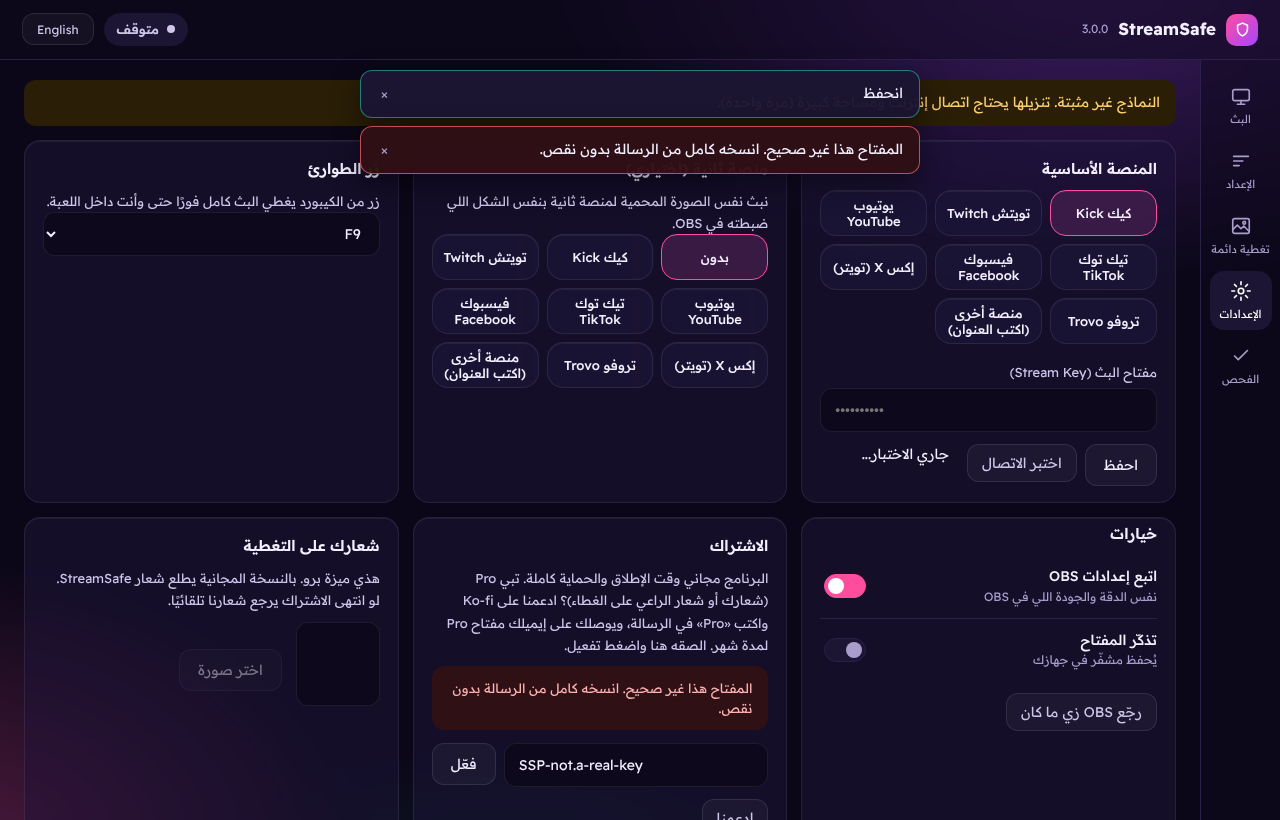 StreamSafe 3.0.0
متوقف
English
البث
الإعداد
تغطية دائمة
الإعدادات
الفحص
انحفظ
×
المفتاح هذا غير صحيح. انسخه كامل من الرسالة بدون نقص.
×
النماذج غير مثبتة. تنزيلها يحتاج اتصال إنترنت ومساحة كبيرة (مرة واحدة).
المنصة الأساسية
كيك Kick
تويتش Twitch
يوتيوب
YouTube
تيك توك
TikTok
فيسبوك
Facebook
إكس X (تويتر)
تروفو Trovo
منصة أخرى
(اكتب العنوان)
مفتاح البث (Stream Key)
••••••••••
احفظ
اختبر الاتصال
جاري الاختبار...
منصة ثانية (اختياري)
نبث نفس الصورة المحمية لمنصة ثانية بنفس الشكل اللي
ضبطته في OBS.
بدون
كيك Kick
تويتش Twitch
يوتيوب
YouTube
تيك توك
TikTok
فيسبوك
Facebook
إكس X (تويتر)
تروفو Trovo
منصة أخرى
(اكتب العنوان)
زر الطوارئ
زر من الكيبورد يغطي البث كامل فورًا حتى وأنت داخل اللعبة.
F9
خيارات
اتبع إعدادات OBS
نفس الدقة والجودة اللي في OBS
تذكّر المفتاح
يُحفظ مشفّر في جهازك
رجّع OBS زي ما كان
الاشتراك
البرنامج مجاني وقت الإطلاق والحماية كاملة. تبي Pro
(شعارك أو شعار الراعي على الغطاء)؟ ادعمنا على Ko-fi
واكتب «Pro» في الرسالة، ويوصلك على إيميلك مفتاح Pro
لمدة شهر. الصقه هنا واضغط تفعيل.
المفتاح هذا غير صحيح. انسخه كامل من الرسالة بدون
نقص.
SSP-not.a-real-key
فعّل
ادعمنا
شعارك على التغطية
هذي ميزة برو. بالنسخة المجانية يطلع شعار StreamSafe.
لو انتهى الاشتراك يرجع شعارنا تلقائيًا.
اختر صورة